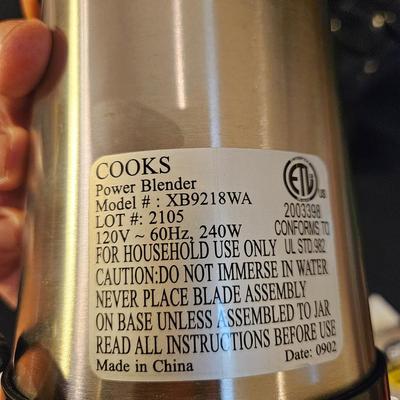 COOKS
Power Blender
Model # : XB9218WA
LOT #: 2105
120V ~ 60Hz, 240W
FOR HOUSEHOLD USE ONLY
CAUTION:DO NOT IMMERSE IN WATER
NEVER PLACE BLADE ASSEMBLY
ON BASE UNLESS ASSEMBLED TO JAR
READ ALL INSTRUCTIONS BEFORE USE
Made in China
Date: 0902
ETL
US
2003398
CONFORMS TO
UL STD.982